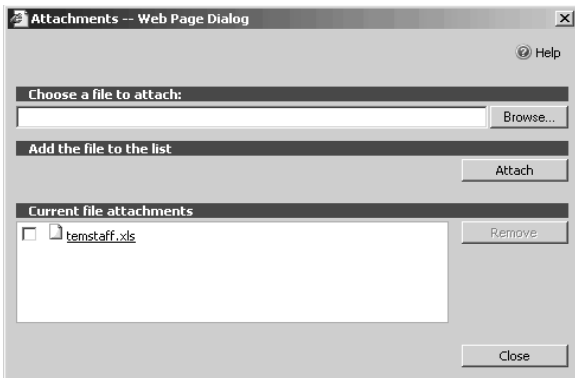 Attachments -- Web Page Dialog
Help
Choose a file to attach:
Browse...
Add the file to the list
Attach
Current file attachments
temstaff.xls
Remove
Close